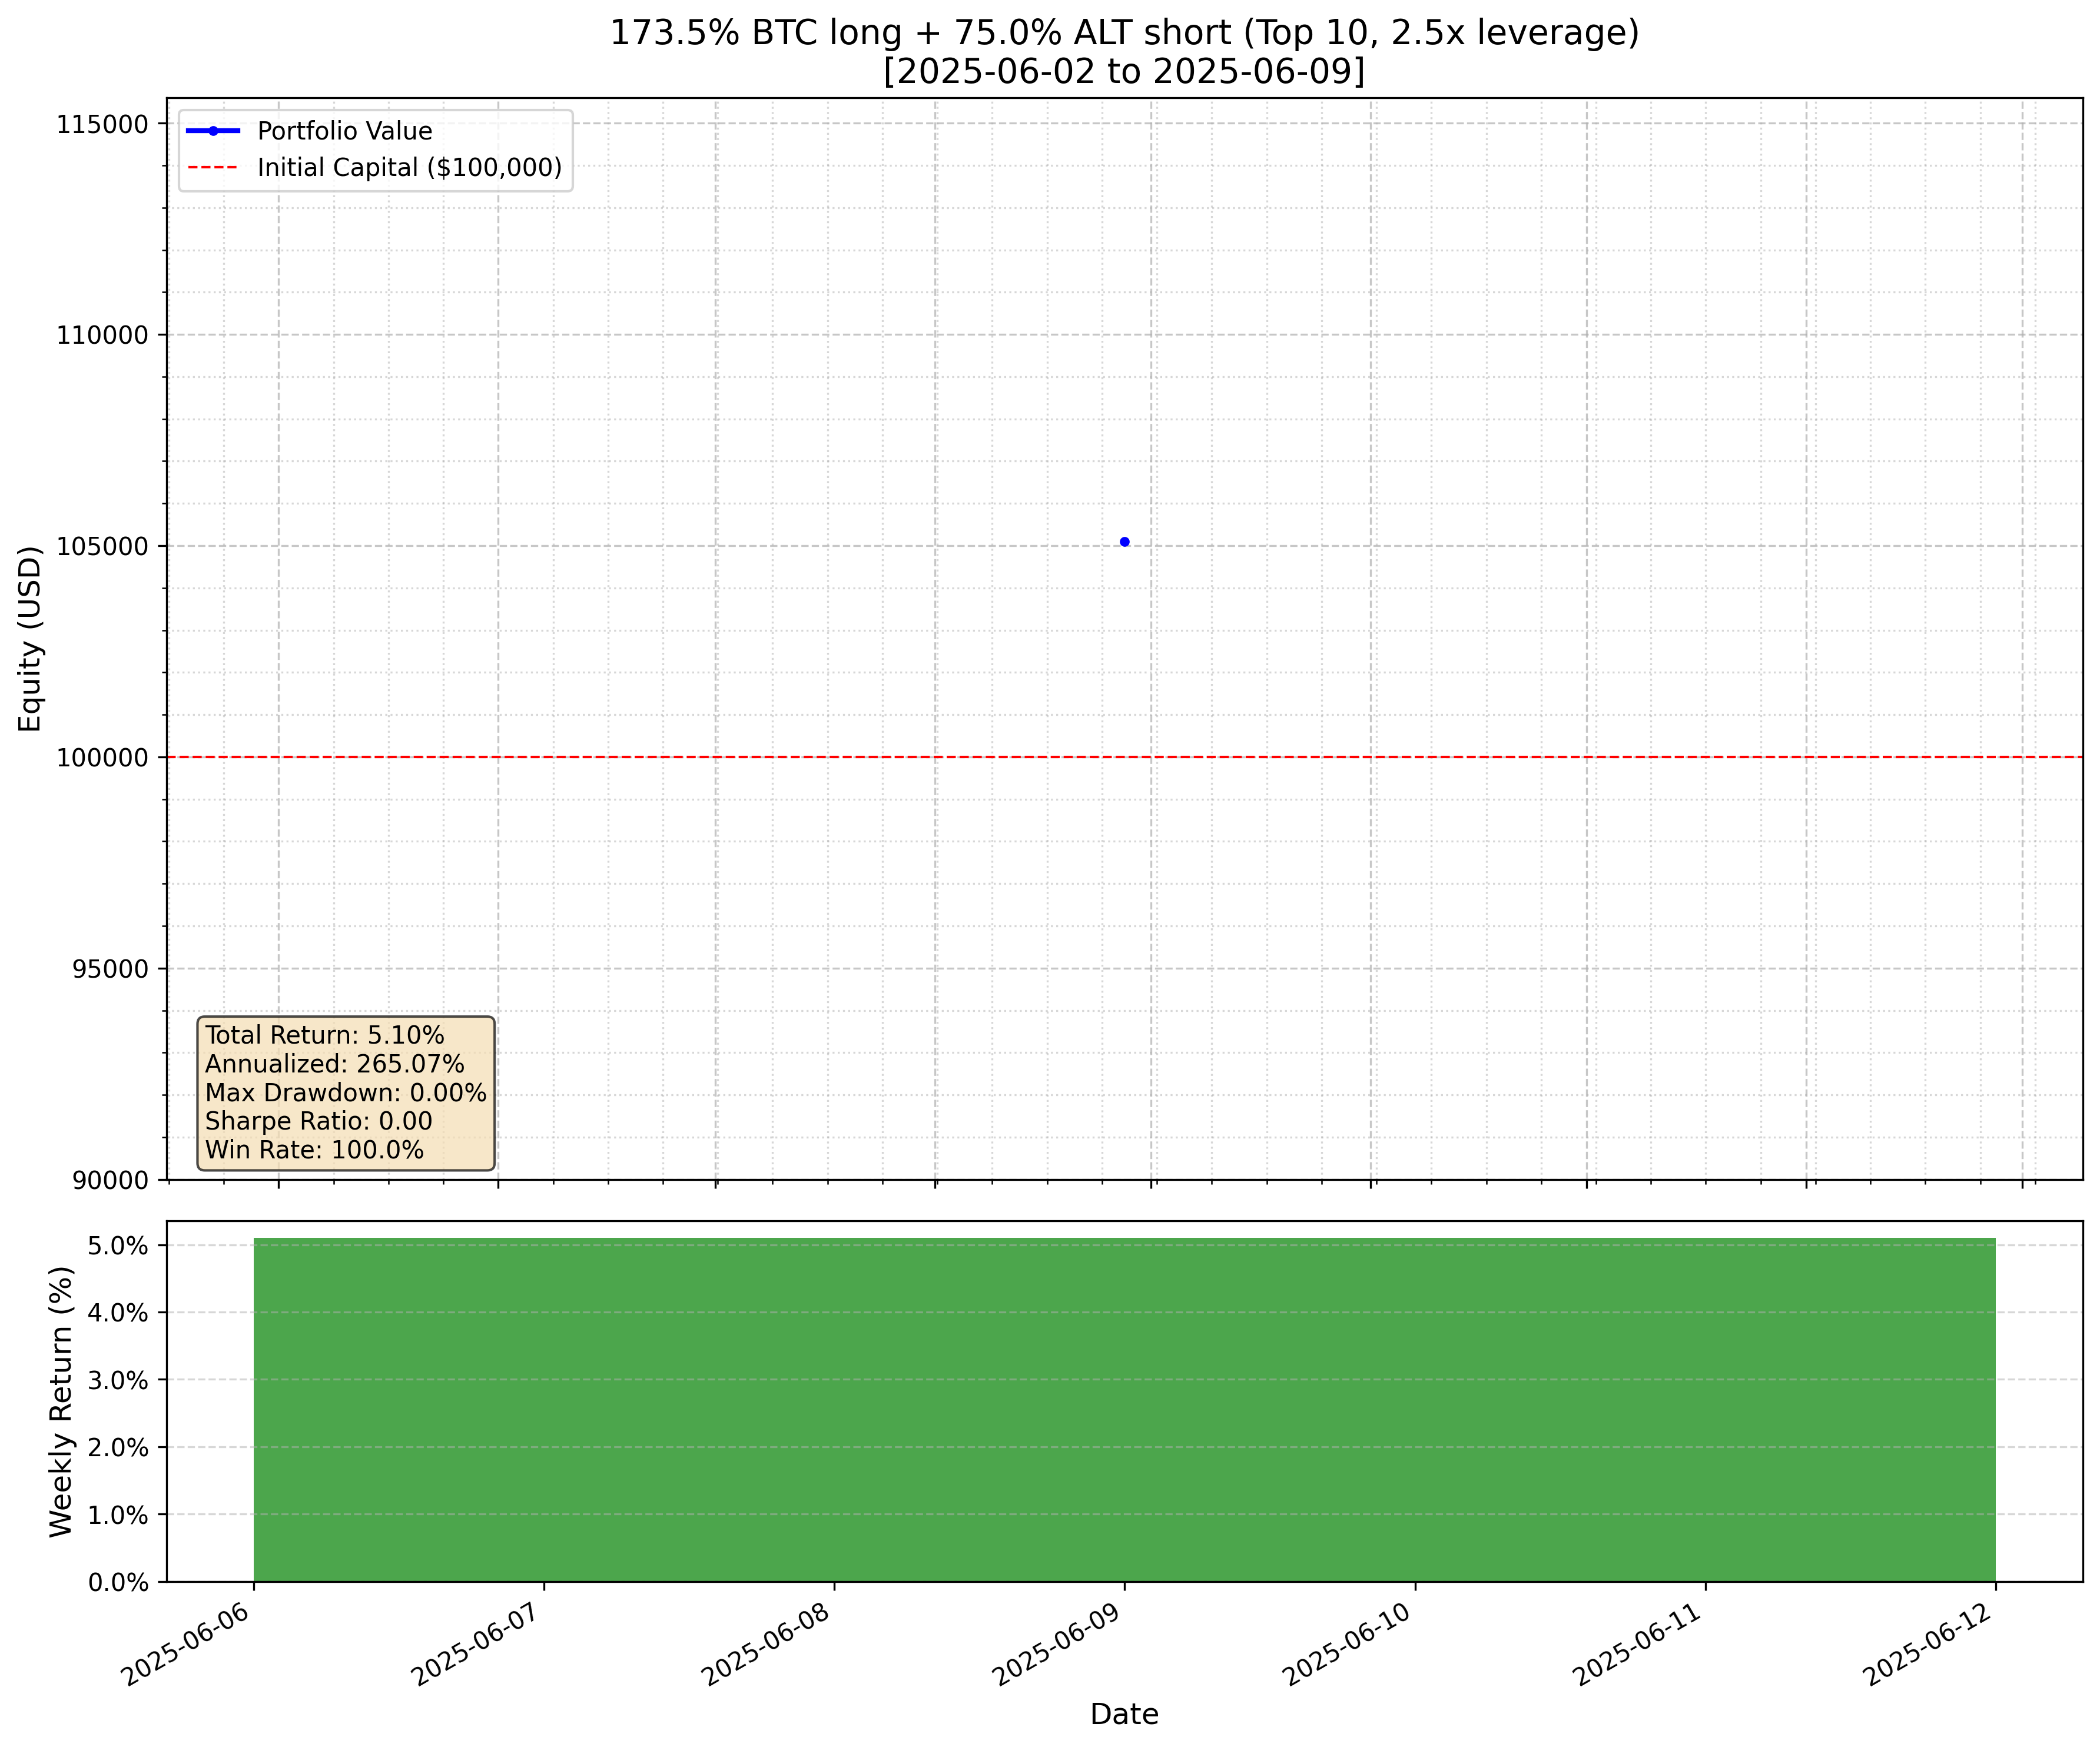 173.5% BTC long + 75.0% ALT short (Top 10, 2.5x leverage)
[2025-06-02 to 2025-06-09]
Portfolio Value
Initial Capital ($100,000)
Equity (USD)
115000
110000
105000
100000
95000
90000
Total Return: 5.10%
Annualized: 265.07%
Max Drawdown: 0.00%
Sharpe Ratio: 0.00
Win Rate: 100.0%
Weekly Return (%)
5.0%
4.0%
3.0%
2.0%
1.0%
0.0%
2025-06-06
2025-06-07
2025-06-08
2025-06-09
2025-06-10
2025-06-11
2025-06-12
Date